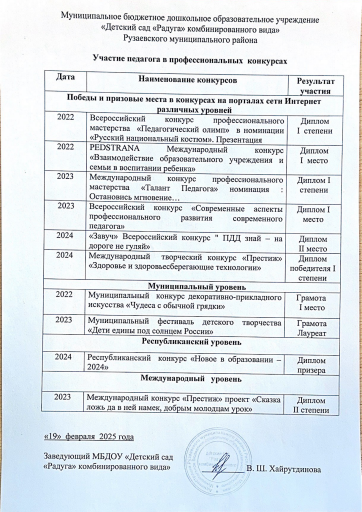 Муниципальное бюджетное дошкольное образовательное учреждение
«Детский сад «Радуга» комбинированного вида»
Рузаевского муниципального района
Участие педагога в профессиональных конкурсах
Дата Наименование конкурсов Результат
участия
Победы и призовые места в конкурсах на порталах сети Интернет
различных уровней
2022 Всероссийский конкурс профессионального Диплом
мастерства «Педагогический олимп» в номинации I степени
«Русский национальный костюм». Презентация
2022 PEDSTRANA Международный конкурс Диплом
«Взаимодействие образовательного учреждения и I место
семьи в воспитании ребенка»
2023 Международный конкурс профессионального Диплом I
мастерства «Талант Педагога» номинация : степени
Остановись мгновение…
2023 Всероссийский конкурс «Современные аспекты Диплом I
профессионального развития современного место
педагога»
2024 «Завуч» Всероссийский конкурс " ПДД знай – на Диплом
дороге не гуляй» II место
2024 Международный творческий конкурс «Престиж» Диплом
«Здоровье и здоровьесберегающие технологии» победителя I
степени
Муниципальный уровень
2022 Муниципальный конкурс декоративно-прикладного Грамота
искусства «Чудеса с обычной грядки» I место
2023 Муниципальный фестиваль детского творчества Грамота
«Дети едины под солнцем России» Лауреат
Республиканский уровень
2024 Республиканский конкурс «Новое в образовании – Диплом
2024» призера
Международный уровень
2023 Международный конкурс «Престиж» проект «Сказка Диплом
ложь да в ней намек, добрым молодцам урок» II степени
«19» февраля 2025 года
Заведующий МБДОУ «Детский сад
«Радуга» комбинированного вида» В. Ш. Хайрутдинова